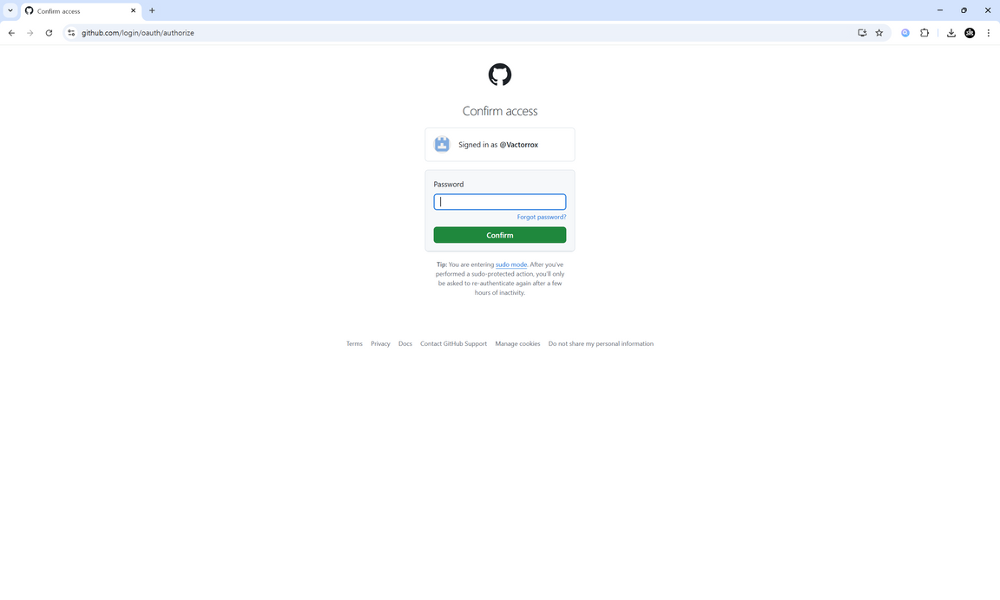 Confirm access
github.com/login/oauth/authorize
Confirm access
Signed in as @Vactorrox
Password
Forgot password?
Confirm
Tip: You are entering sudo mode. After you've
performed a sudo-protected action, you'll only
be asked to re-authenticate again after a few
hours of inactivity.
Terms Privacy Docs Contact GitHub Support Manage cookies Do not share my personal information